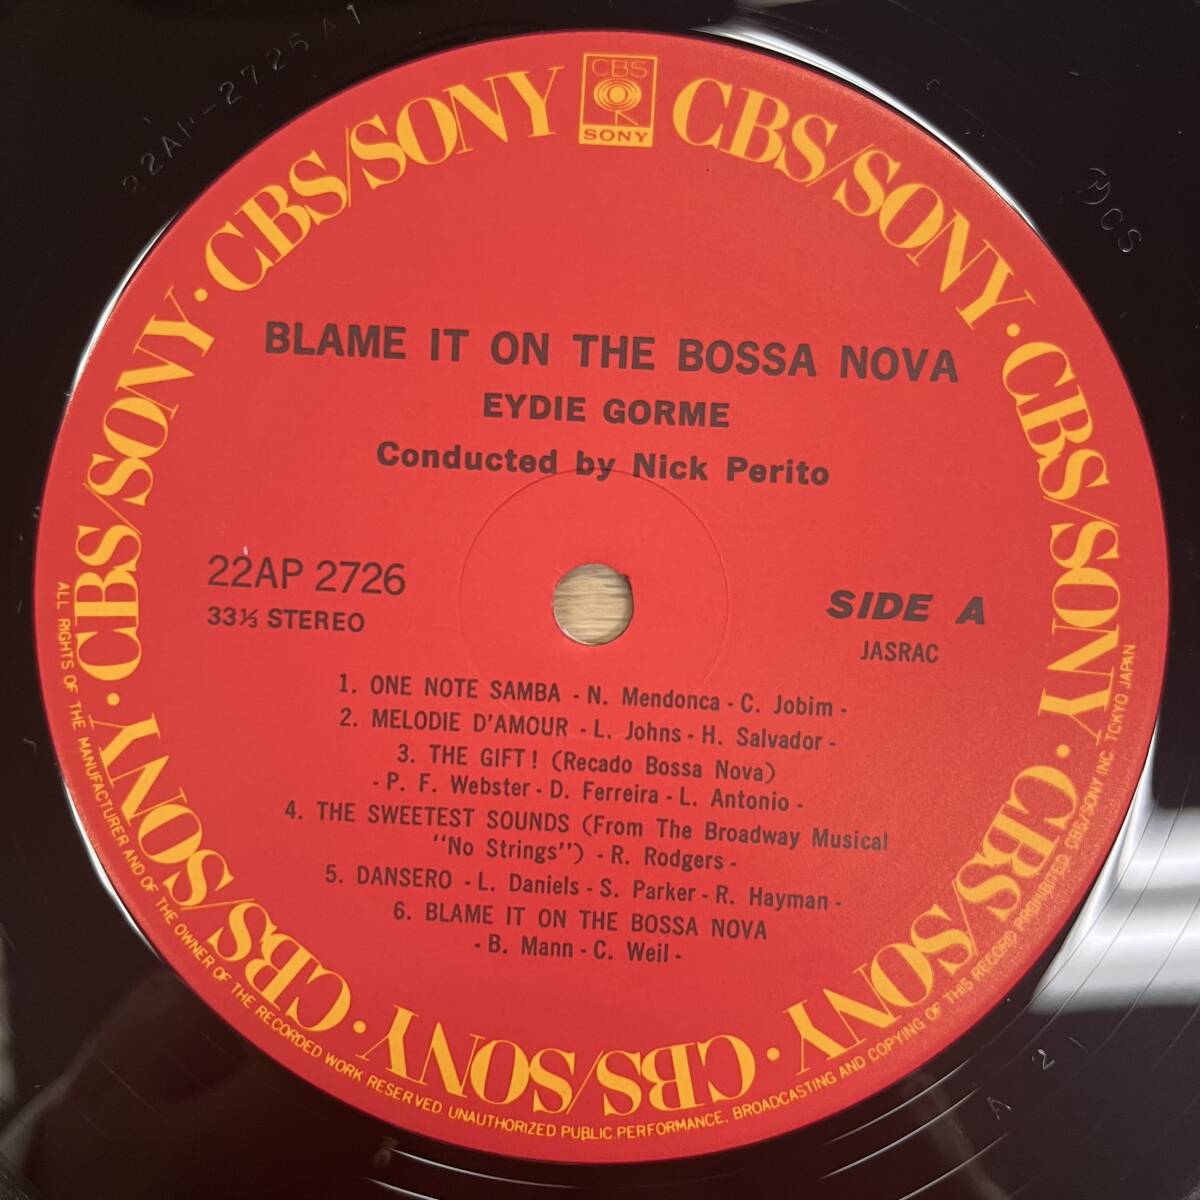 22AP-2726A1
CBS
SONY
CBS/SONY · CBS/SONY · CBS/SONY · CBS/SONY · CBS/SONY · CBS/SONY · CBS/SONY · CBS/SONY
CS
BLAME IT ON THE BOSSA NOVA
EYDIE GORME
Conducted by Nick Perito
22AP 2726
33⅓ STEREO
SIDE A
JASRAC
1. ONE NOTE SAMBA - N. Mendonca - C. Jobim -
2. MELODIE D'AMOUR - L. Johns - H. Salvador -
3. THE GIFT! (Recado Bossa Nova)
- P. F. Webster - D. Ferreira - L. Antonio -
4. THE SWEETEST SOUNDS (From The Broadway Musical
"No Strings") - R. Rodgers -
5. DANSERO - L. Daniels - S. Parker - R. Hayman -
6. BLAME IT ON THE BOSSA NOVA
- B. Mann - C. Weil -
ALL RIGHTS OF THE MANUFACTURER AND OF THE OWNER OF THE RECORDED WORK RESERVED UNAUTHORIZED PUBLIC PERFORMANCE, BROADCASTING AND COPYING OF THIS RECORD PROHIBITED CBS/SONY INC. TOKYO JAPAN
A 2